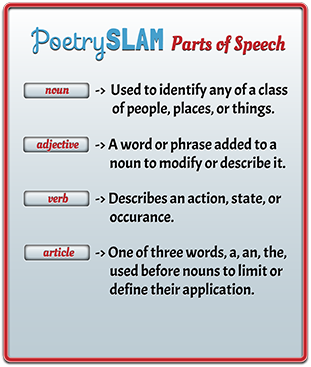 PoetrySLAM Parts of Speech
noun -> Used to identify any of a class
of people, places, or things.
adjective -> A word or phrase added to a
noun to modify or describe it.
verb -> Describes an action, state, or
occurance.
article -> One of three words, a, an, the,
used before nouns to limit or
define their application.